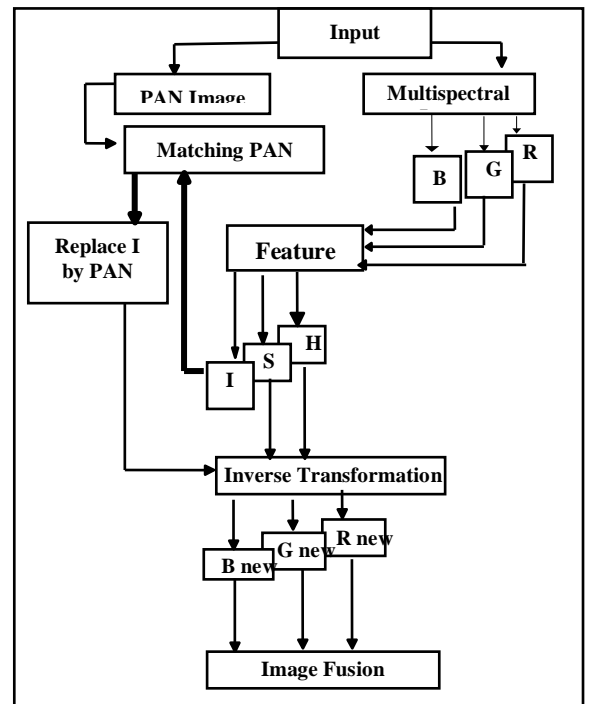 Input
PAN Image
Multispectral
Matching PAN
B
G
R
Replace I
by PAN
Feature
I
S
H
Inverse Transformation
B new
G new
R new
Image Fusion